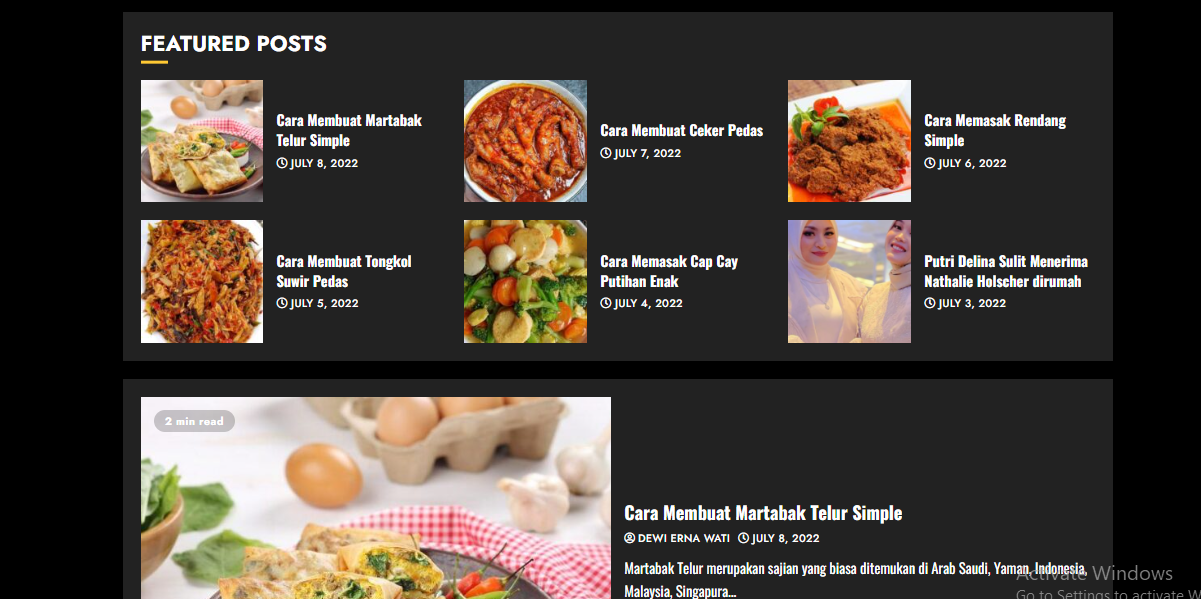 FEATURED POSTS
Cara Membuat Martabak
Telur Simple
JULY 8, 2022
Cara Membuat Ceker Pedas
JULY 7, 2022
Cara Memasak Rendang
Simple
JULY 6, 2022
Cara Membuat Tongkol
Suwir Pedas
JULY 5, 2022
Cara Memasak Cap Cay
Putihan Enak
JULY 4, 2022
Putri Delina Sulit Menerima
Nathalie Holscher dirumah
JULY 3, 2022
2 min read
Cara Membuat Martabak Telur Simple
DEWI ERNA WATI JULY 8, 2022
Martabak Telur merupakan sajian yang biasa ditemukan di Arab Saudi, Yaman, Indonesia,
Malaysia, Singapura...
Activate Windows
Go to Settings to activate W